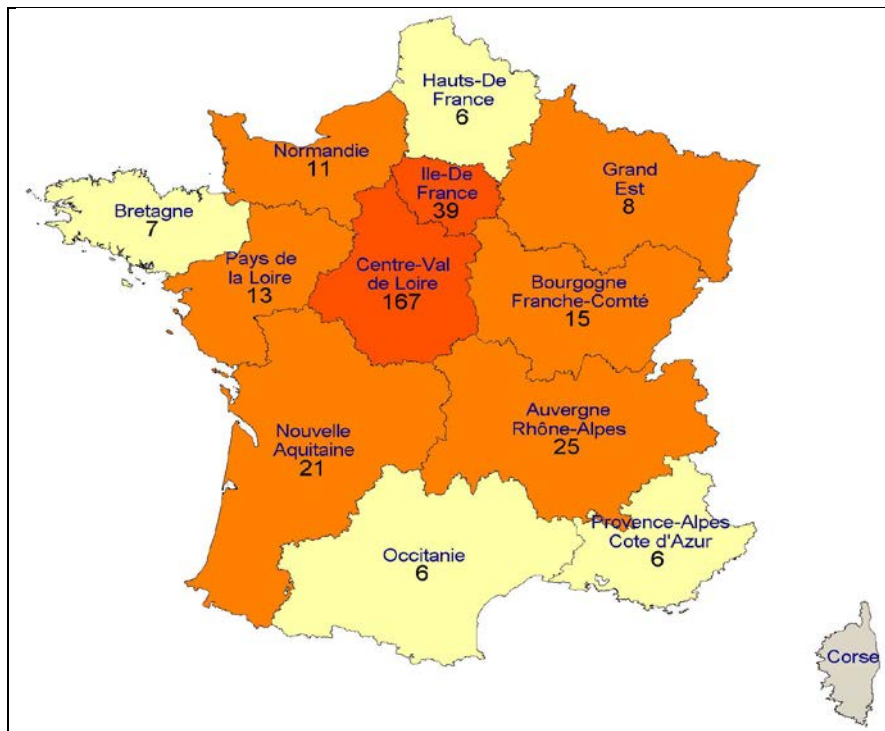 Hauts-De
France
6
Normandie
11
Ile-De
France
39
Grand
Est
8
Bretagne
7
Pays de
la Loire
13
Centre-Val
de Loire
167
Bourgogne
Franche-Comté
15
Nouvelle
Aquitaine
21
Auvergne
Rhône-Alpes
25
Occitanie
6
Provence-Alpes
Cote d'Azur
6
Corse